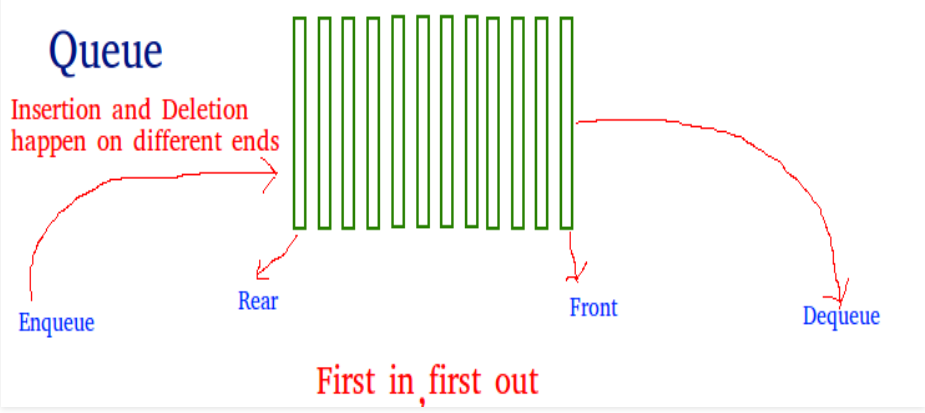 Queue
Insertion and Deletion
happen on different ends
Enqueue
Rear
Front
Dequeue
First in,first out